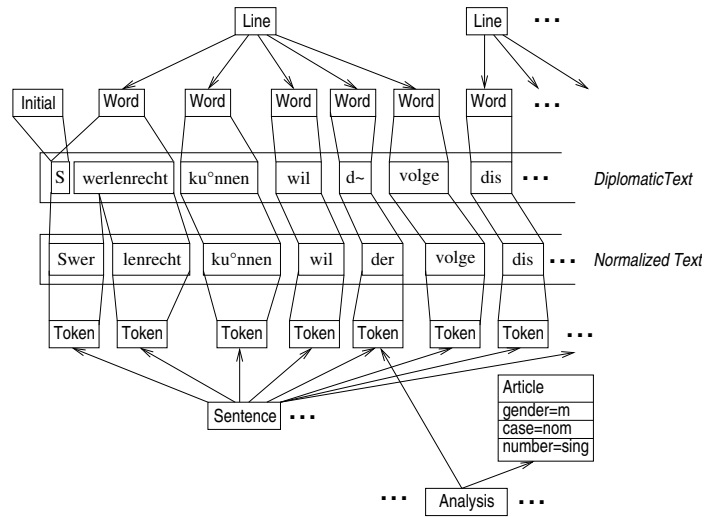 Line Line ...
Initial Word Word Word Word Word Word ...
S werlenrecht ku°nnen wil d~ volge dis ... DiplomaticText
Swer lenrecht ku°nnen wil der volge dis ... Normalized Text
Token Token Token Token Token Token Token ...
Article
gender=m
case=nom
number=sing
Sentence ...
... Analysis ...